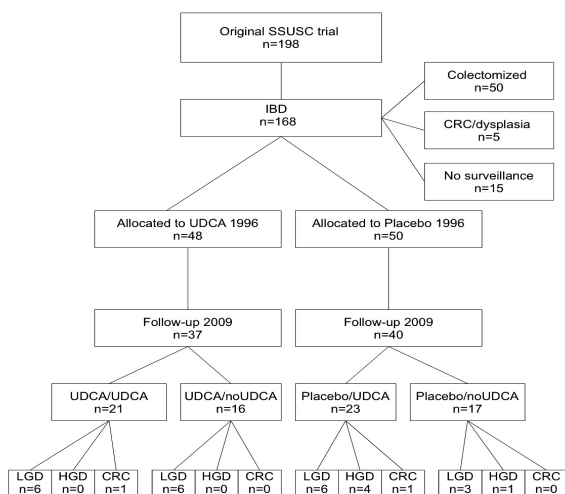 Original SSUSC trial
n=198
IBD
n=168
Colectomized
n=50
CRC/dysplasia
n=5
No surveillance
n=15
Allocated to UDCA 1996
n=48
Allocated to Placebo 1996
n=50
Follow-up 2009
n=37
Follow-up 2009
n=40
UDCA/UDCA
n=21
UDCA/noUDCA
n=16
Placebo/UDCA
n=23
Placebo/noUDCA
n=17
LGD
n=6
HGD
n=0
CRC
n=1
LGD
n=6
HGD
n=0
CRC
n=0
LGD
n=6
HGD
n=4
CRC
n=1
LGD
n=3
HGD
n=1
CRC
n=0